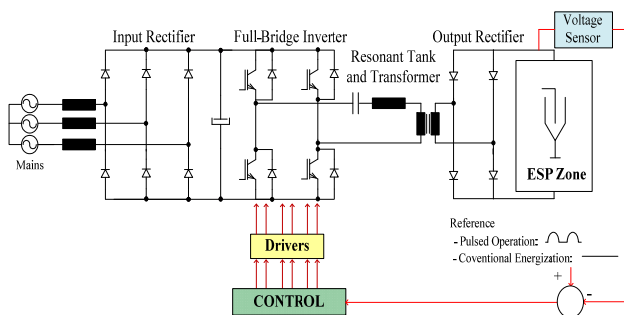 Input Rectifier
Full-Bridge Inverter
Resonant Tank
and Transformer
Output Rectifier
Voltage
Sensor
Mains
ESP Zone
Drivers
CONTROL
Reference
- Pulsed Operation:
- Coventional Energization:
+
-